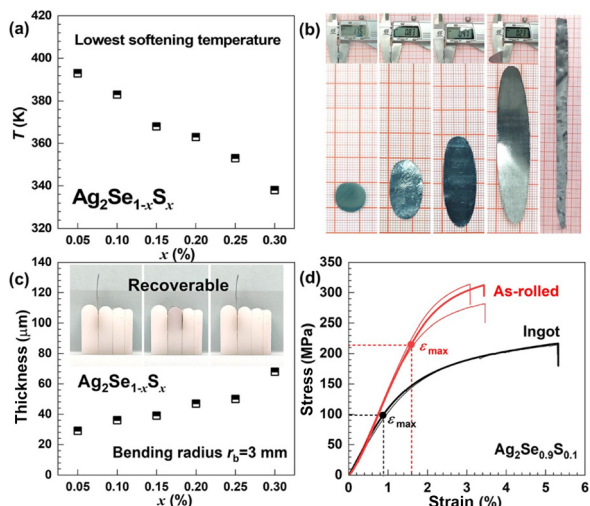 (a)
Lowest softening temperature
T (K)
420
400
380
360
340
320
Ag₂Se₁₋ₓSₓ
0.05 0.10 0.15 0.20 0.25 0.30
x (%)
(b)
(c)
Recoverable
Thickness (μm)
140
120
100
80
60
40
20
0
Ag₂Se₁₋ₓSₓ
Bending radius r_b=3 mm
0.05 0.10 0.15 0.20 0.25 0.30
x (%)
(d)
Stress (MPa)
350
300
250
200
150
100
50
0
As-rolled
Ingot
ε_max
ε_max
Ag₂Se₀.₉S₀.₁
0 1 2 3 4 5 6
Strain (%)